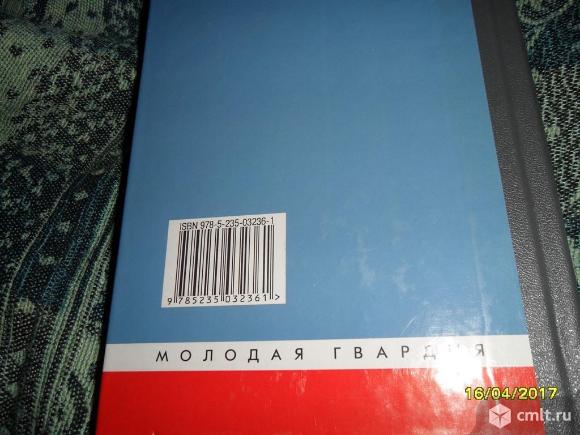 ISBN 978-5-235-03236-1
9 785235 032361 >
МОЛОДАЯ ГВАРДИЯ
16/04/2017
cmlt.ru